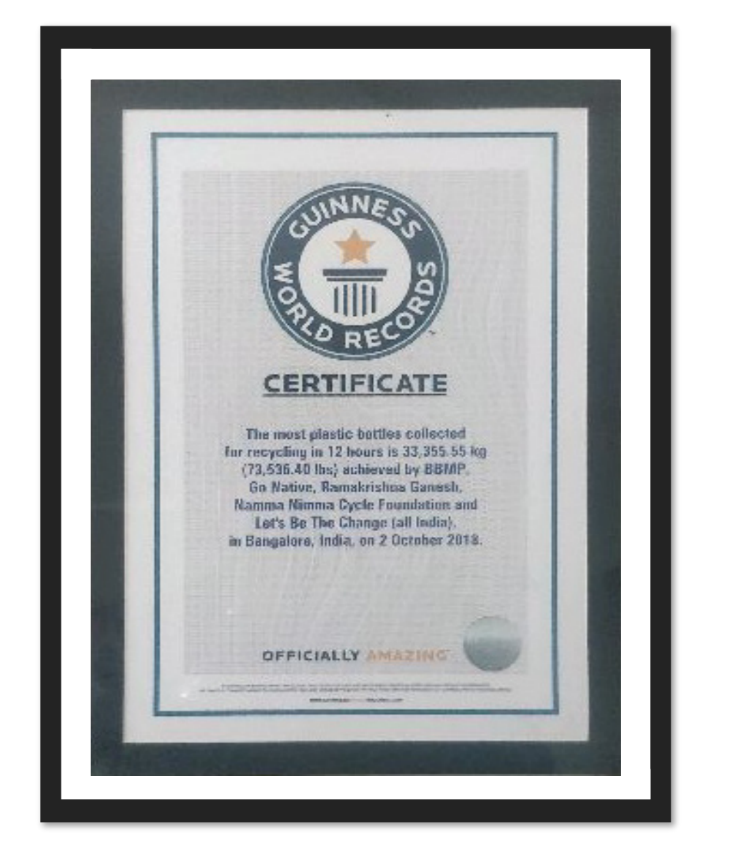 GUINNESS
WORLD RECORDS
CERTIFICATE
The most plastic bottles collected
for recycling in 12 hours is 33,355.55 kg
(73,536.40 lbs) achieved by BBMP,
Go Native, Ramakrishna Ganesh,
Namma Nimma Cycle Foundation and
Let's Be The Change (all India),
in Bangalore, India, on 2 October 2018.
OFFICIALLY AMAZING